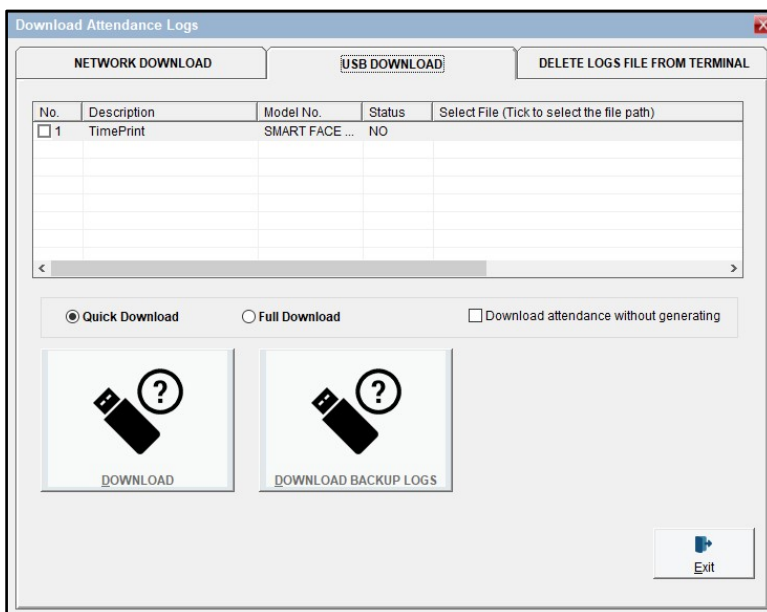 Download Attendance Logs
NETWORK DOWNLOAD USB DOWNLOAD DELETE LOGS FILE FROM TERMINAL
No. Description Model No. Status Select File (Tick to select the file path)
1 TimePrint SMART FACE ... NO
Quick Download Full Download Download attendance without generating
? ?
DOWNLOAD DOWNLOAD BACKUP LOGS
Exit